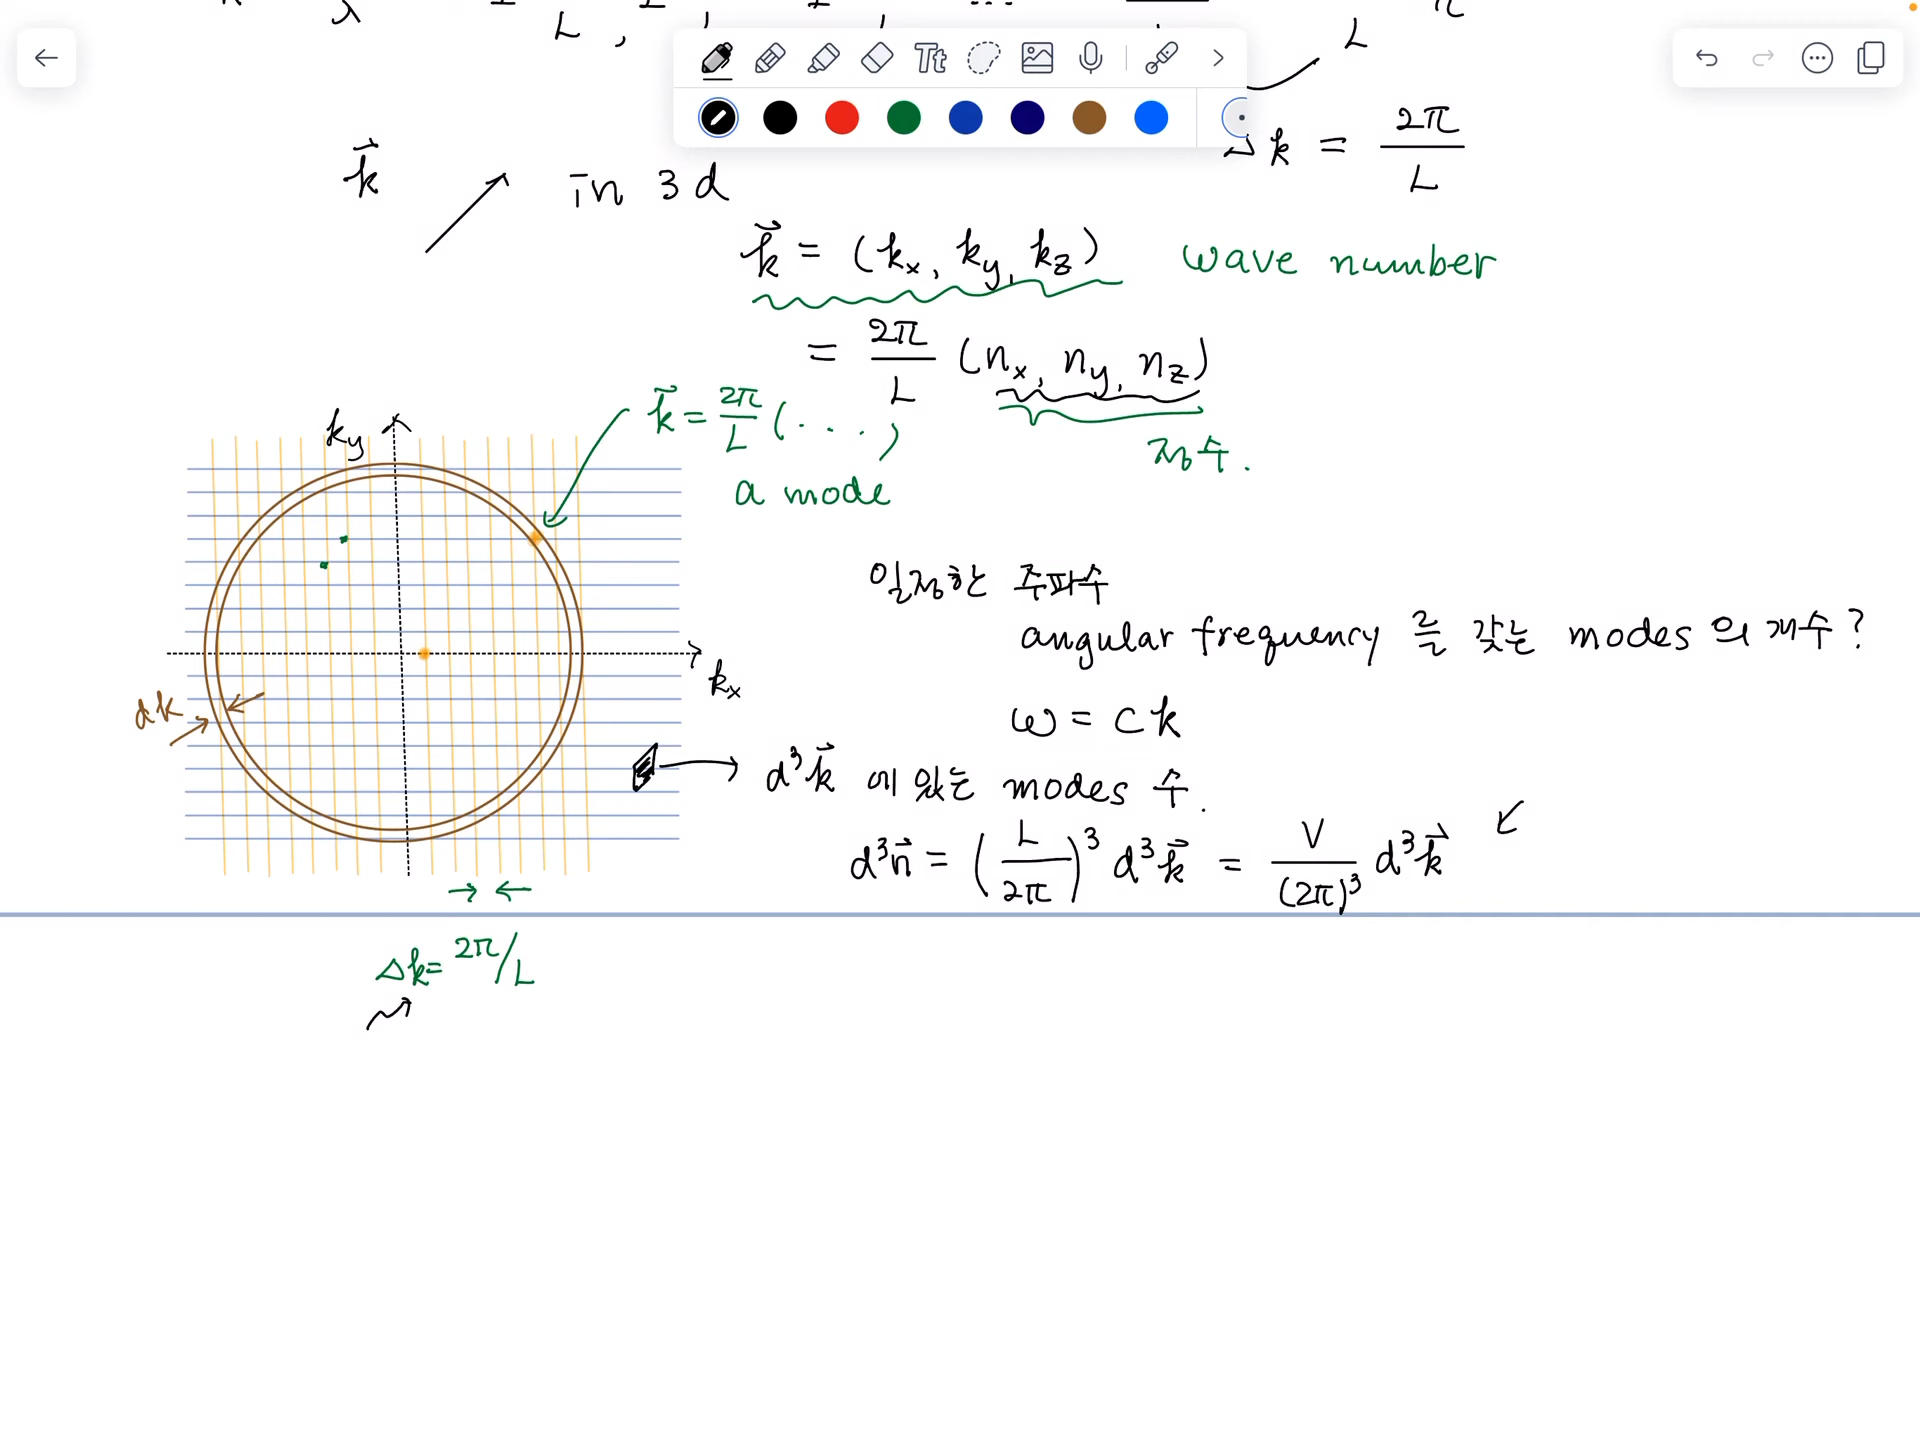 Δk = 2π/L
k⃗ in 3d
k⃗ = (kx, ky, kz) wave number
= 2π/L (nx, ny, nz)
정수.
k⃗ = 2π/L (...)
a mode
ky
kx
dk
일정한 주파수
angular frequency 를 갖는 modes 의 개수?
ω = ck
d³k⃗ 에 있는 modes 수.
d³n⃗ = (L/2π)³ d³k⃗ = V/(2π)³ d³k⃗
Δk = 2π/L
Tt